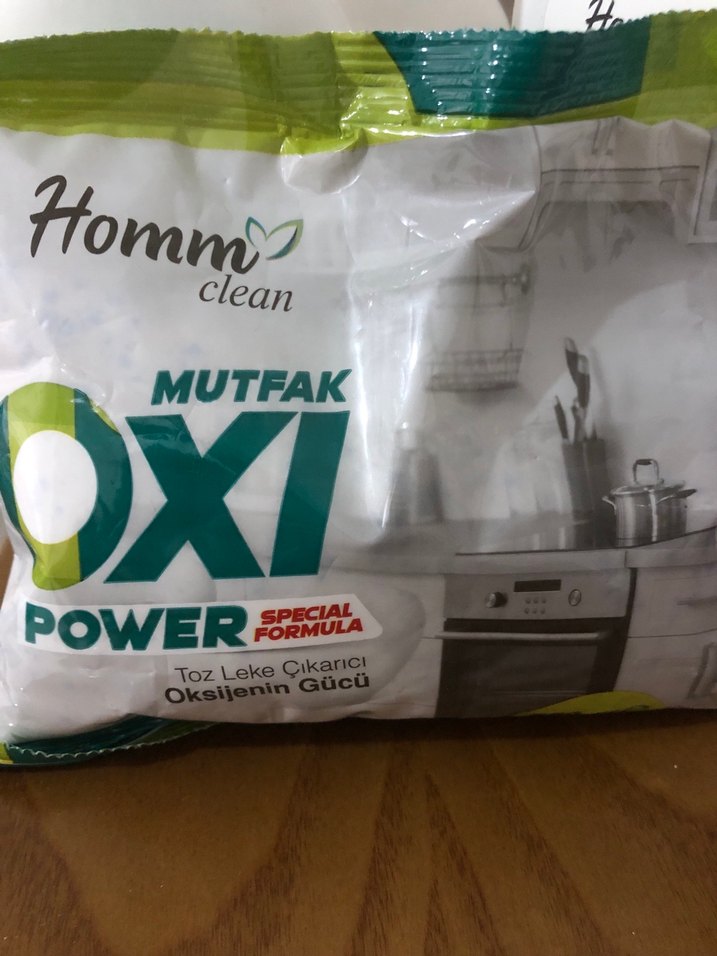 Homm
clean
MUTFAK
OXI
POWER
SPECIAL
FORMULA
Toz Leke Çıkarıcı
Oksijenin Gücü